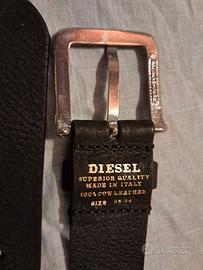 DIESEL
SUPERIOR QUALITY
MADE IN ITALY
100% COW LEATHER
SIZE
SUBITO